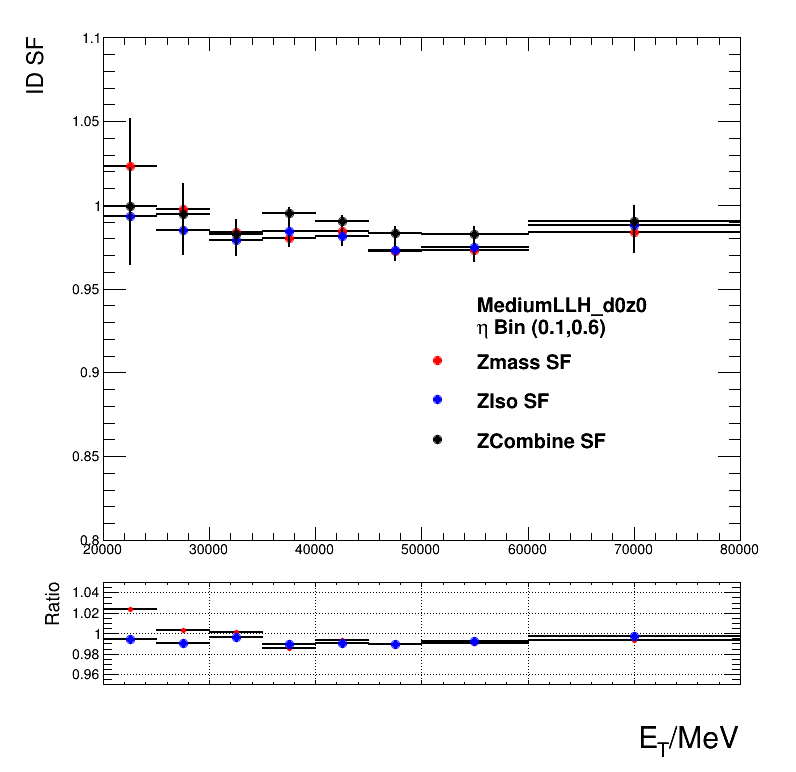 ID SF
1.1
1.05
1
0.95
0.9
0.85
0.8
MediumLLH_d0z0
η Bin (0.1,0.6)
Zmass SF
ZIso SF
ZCombine SF
20000 30000 40000 50000 60000 70000 80000
Ratio
1.04
1.02
1
0.98
0.96
E_T/MeV